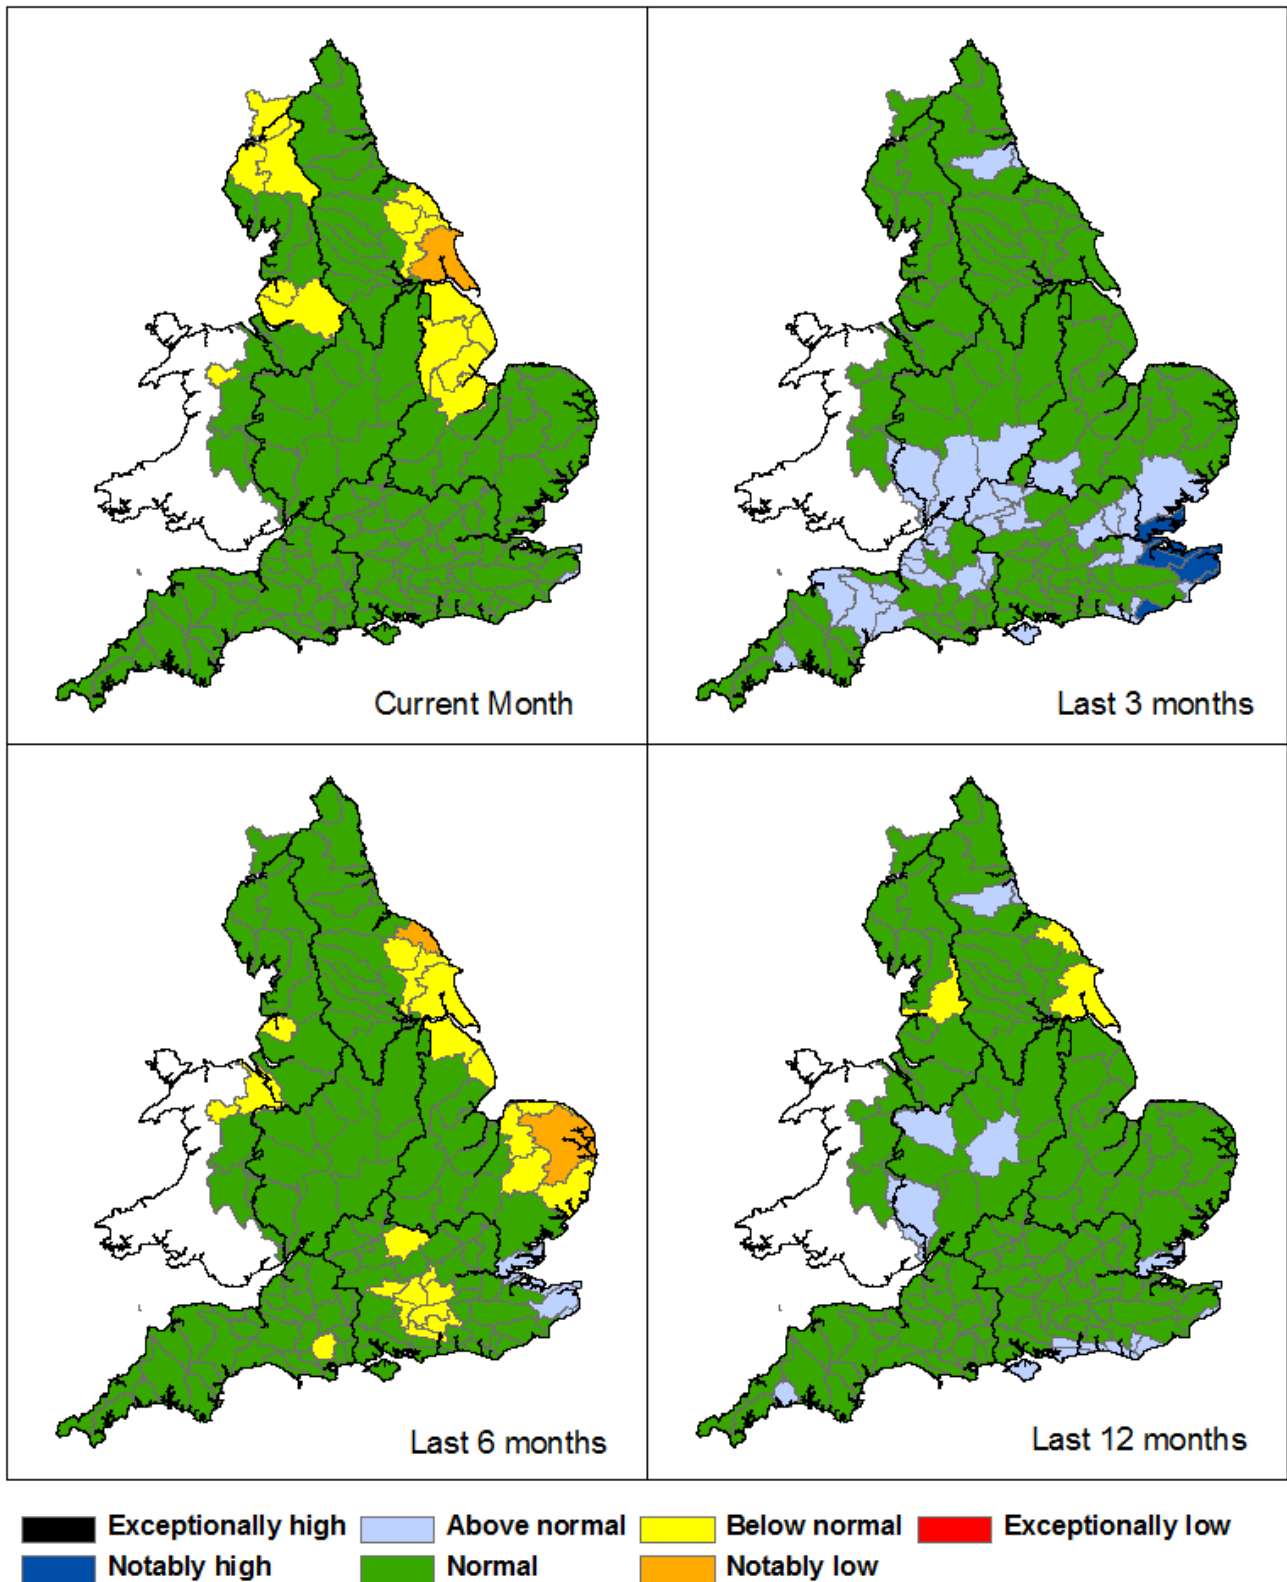 Current Month
Last 3 months
Last 6 months
Last 12 months
Exceptionally high
Above normal
Below normal
Exceptionally low
Notably high
Normal
Notably low